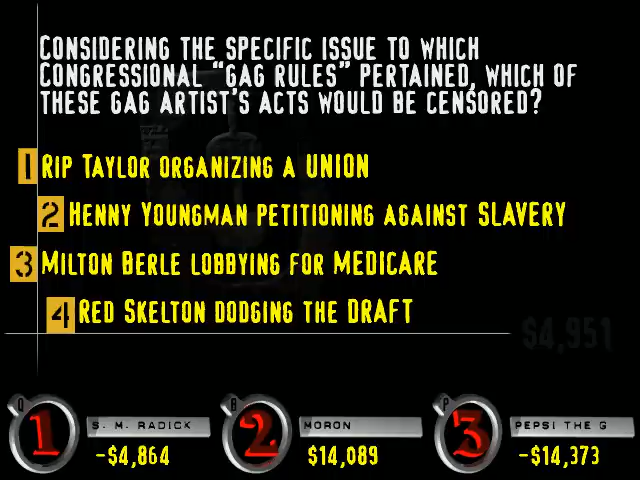 CONSIDERING THE SPECIFIC ISSUE TO WHICH
CONGRESSIONAL "GAG RULES" PERTAINED, WHICH OF
THESE GAG ARTIST'S ACTS WOULD BE CENSORED?
1 RIP TAYLOR ORGANIZING A UNION
2 HENNY YOUNGMAN PETITIONING AGAINST SLAVERY
3 MILTON BERLE LOBBYING FOR MEDICARE
4 RED SKELTON DODGING THE DRAFT
$4,951
Q 1 S. M. RADICK -$4,864
B 2 MORON $14,089
P 3 PEPSI THE G -$14,373